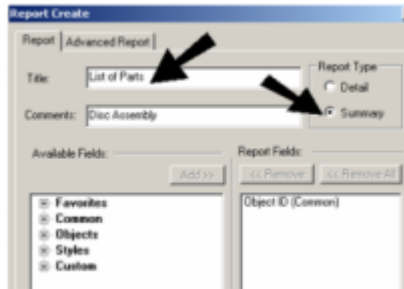 Report Create
Report Advanced Report
Title: List of Parts
Report Type
Detail
Summary
Comments: Disc Assembly
Available Fields:
Report Fields:
Add >>
<< Remove << Remove All
Favorites
Common
Objects
Styles
Custom
Object ID (Common)